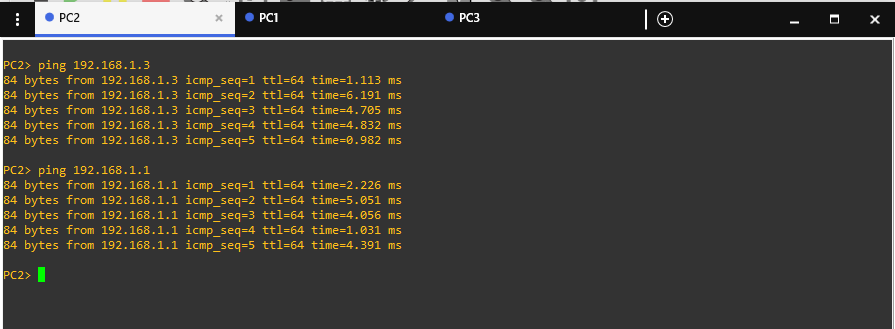 PC2
PC1
PC3
PC2> ping 192.168.1.3
84 bytes from 192.168.1.3 icmp_seq=1 ttl=64 time=1.113 ms
84 bytes from 192.168.1.3 icmp_seq=2 ttl=64 time=6.191 ms
84 bytes from 192.168.1.3 icmp_seq=3 ttl=64 time=4.705 ms
84 bytes from 192.168.1.3 icmp_seq=4 ttl=64 time=4.832 ms
84 bytes from 192.168.1.3 icmp_seq=5 ttl=64 time=0.982 ms
PC2> ping 192.168.1.1
84 bytes from 192.168.1.1 icmp_seq=1 ttl=64 time=2.226 ms
84 bytes from 192.168.1.1 icmp_seq=2 ttl=64 time=5.051 ms
84 bytes from 192.168.1.1 icmp_seq=3 ttl=64 time=4.056 ms
84 bytes from 192.168.1.1 icmp_seq=4 ttl=64 time=1.031 ms
84 bytes from 192.168.1.1 icmp_seq=5 ttl=64 time=4.391 ms
PC2>